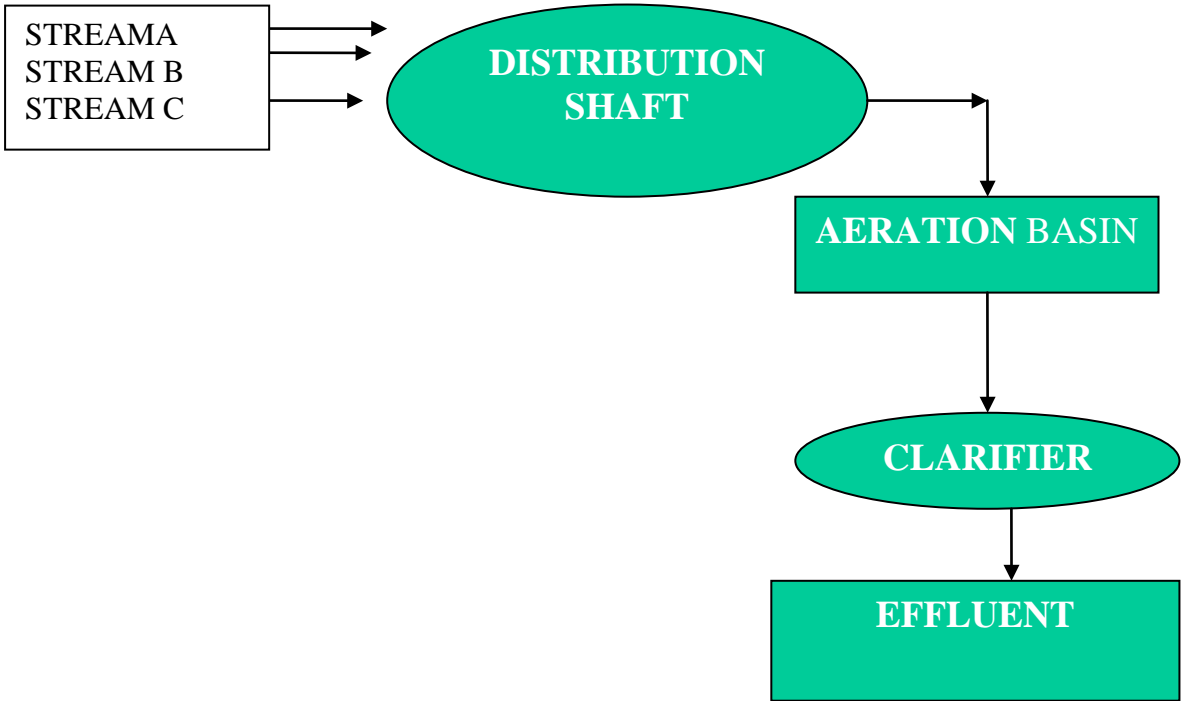 STREAMA
STREAM B
STREAM C
DISTRIBUTION
SHAFT
AERATION BASIN
CLARIFIER
EFFLUENT